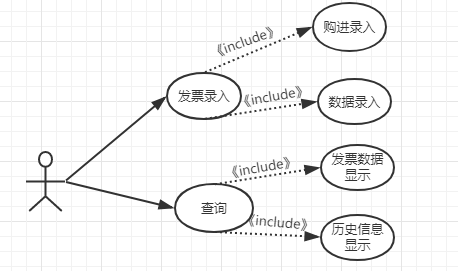 购进录入
《include》
发票录入
《include》
数据录入
《include》
发票数据
显示
查询
《include》
历史信息
显示